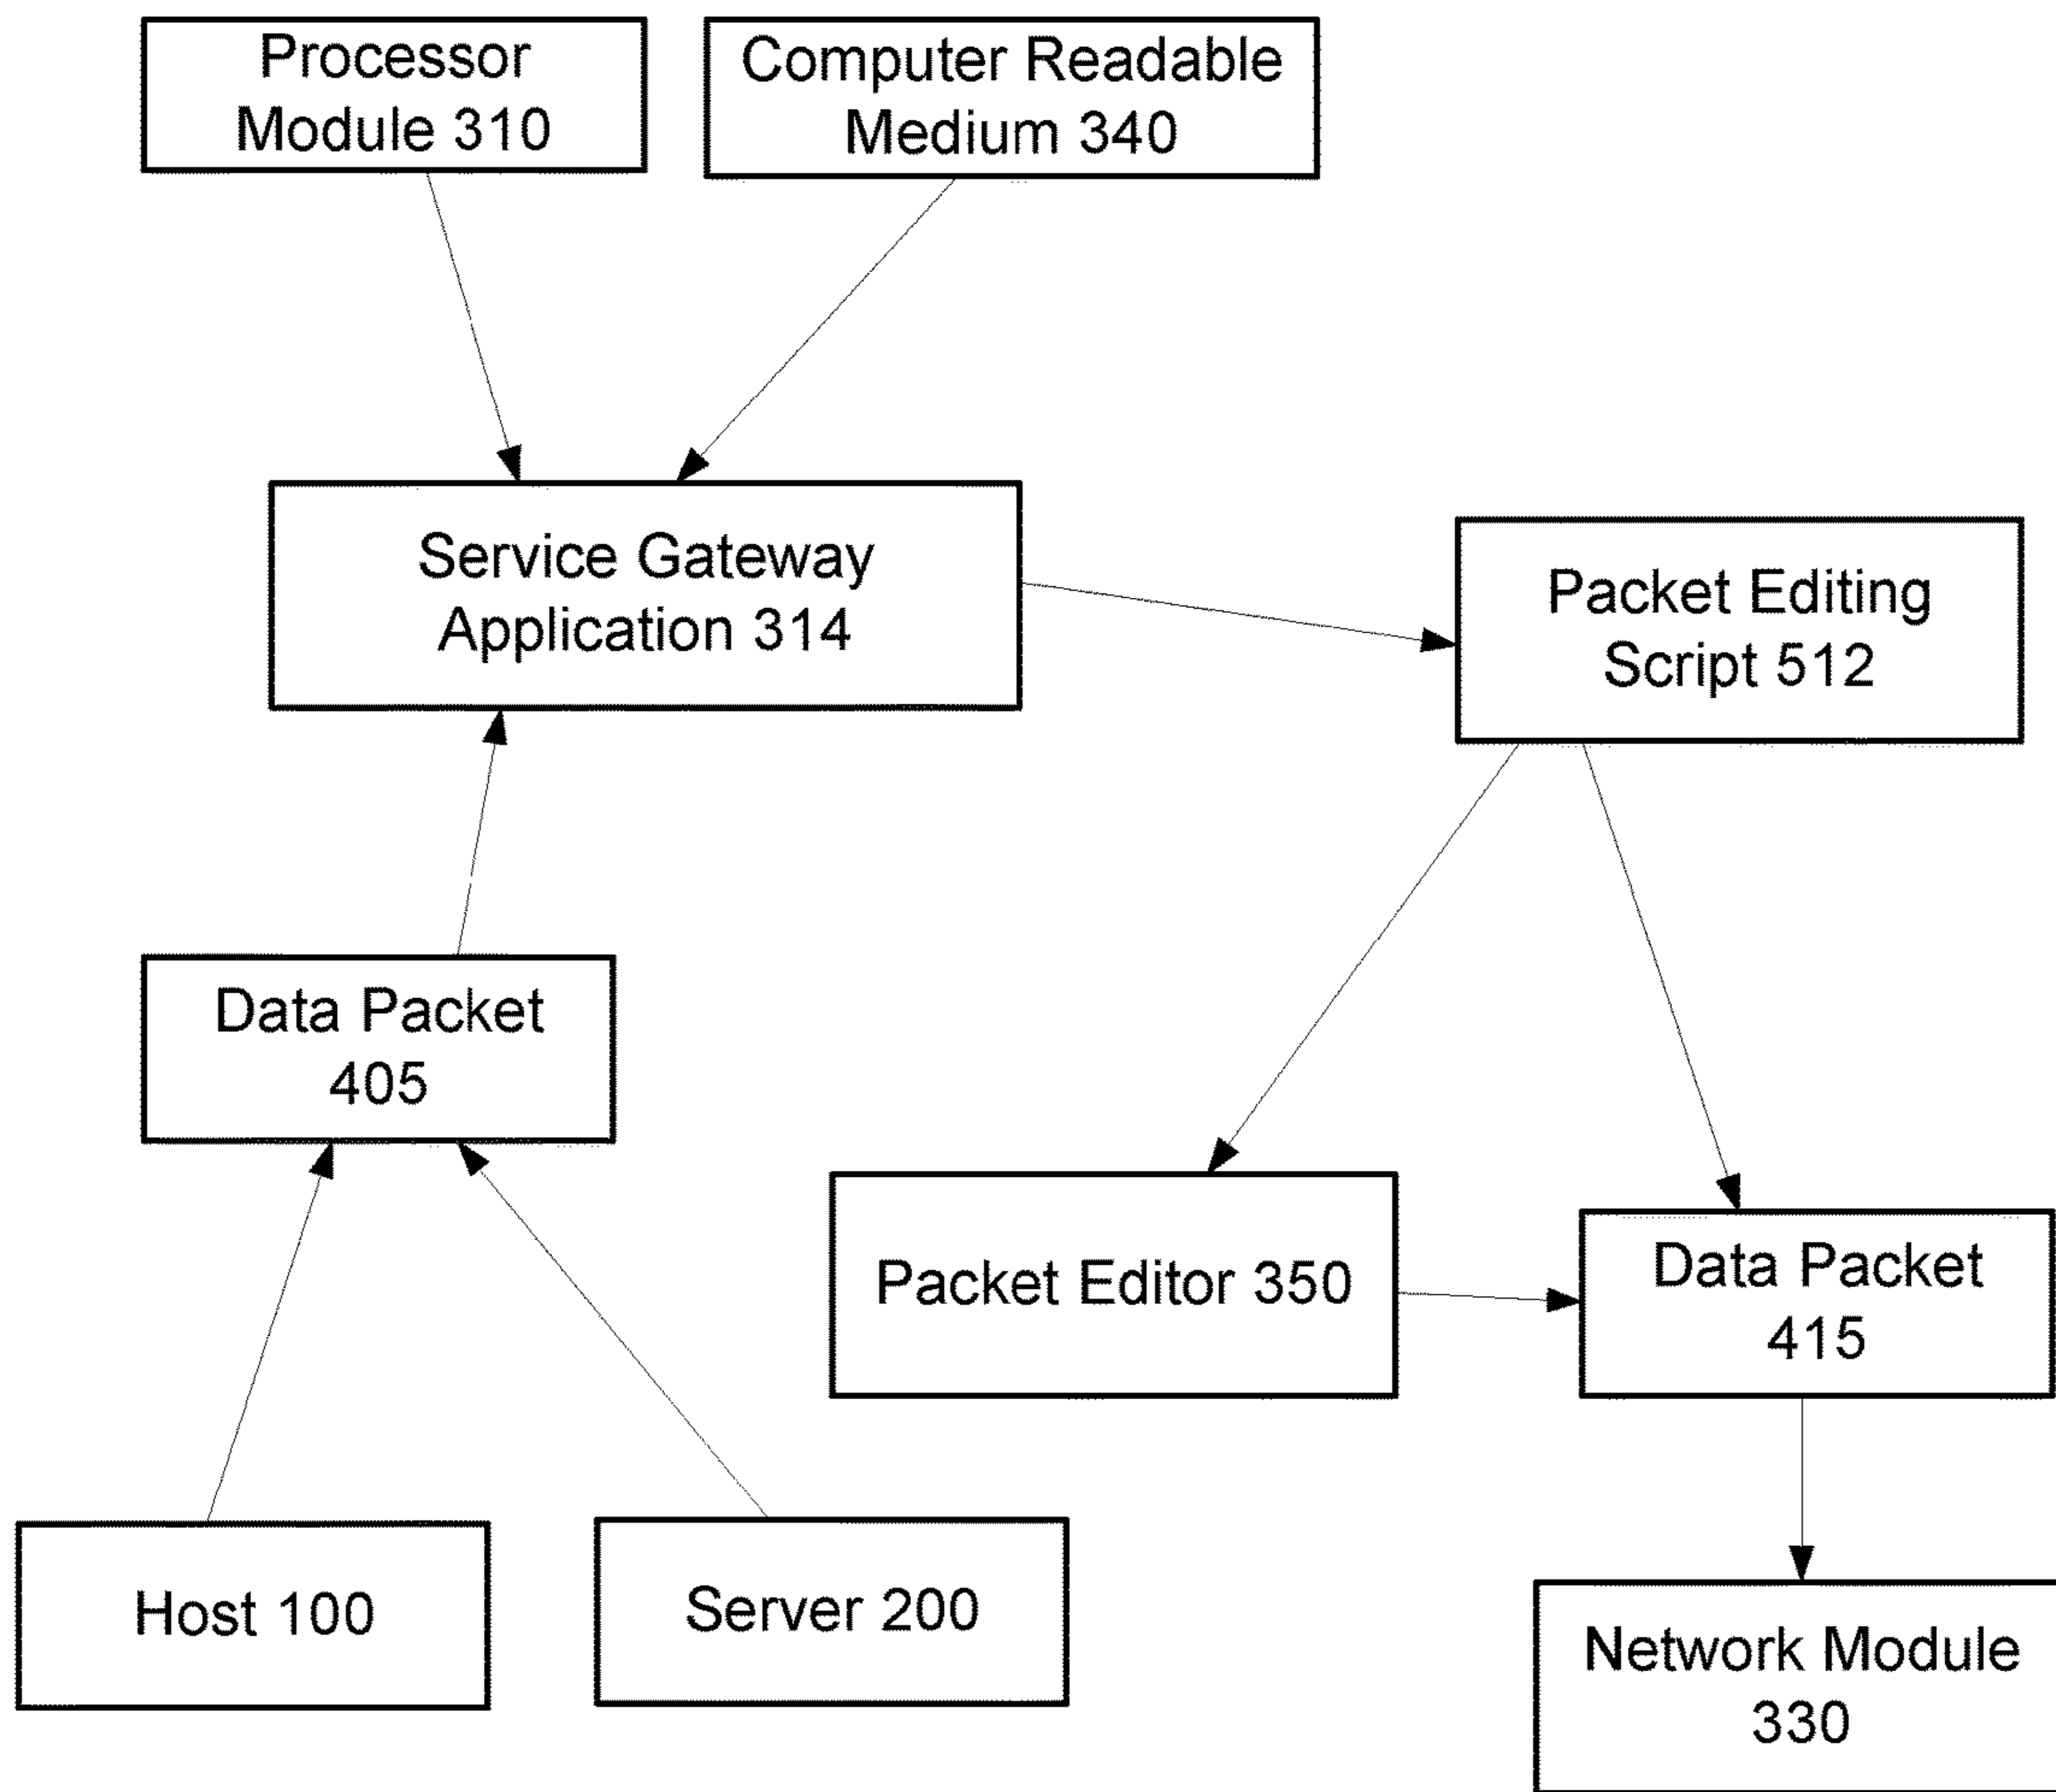 Processor
Module 310
Computer Readable
Medium 340
Service Gateway
Application 314
Packet Editing
Script 512
Data Packet
405
Packet Editor 350
Data Packet
415
Host 100
Server 200
Network Module
330